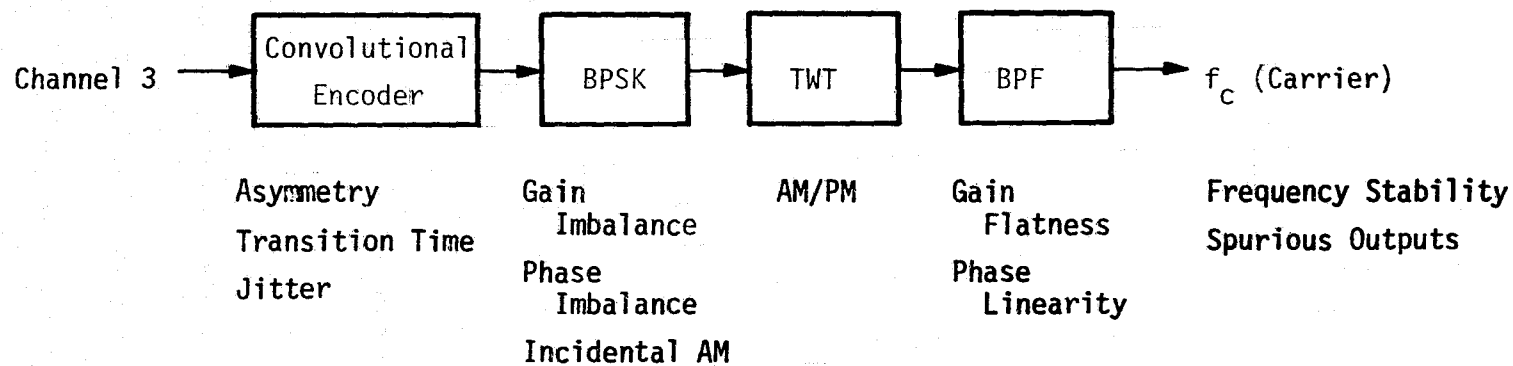 Channel 3
Convolutional
Encoder
BPSK
TWT
BPF
f_c (Carrier)
Asymmetry
Transition Time
Jitter
Gain
Imbalance
Phase
Imbalance
Incidental AM
AM/PM
Gain
Flatness
Phase
Linearity
Frequency Stability
Spurious Outputs